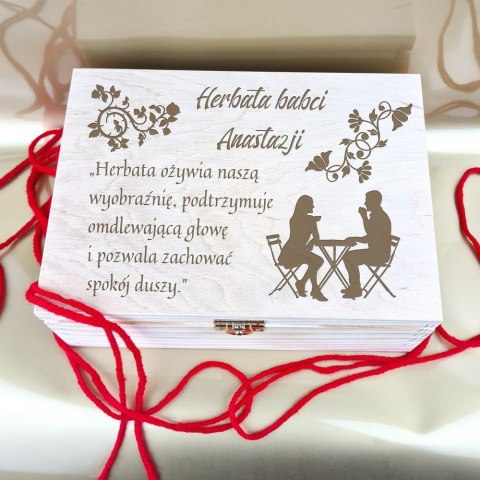 Herbata babci
Anastazji
„Herbata ożywia naszą
wyobraźnię, podtrzymuje
omdlewającą głowę
i pozwala zachować
spokój duszy."